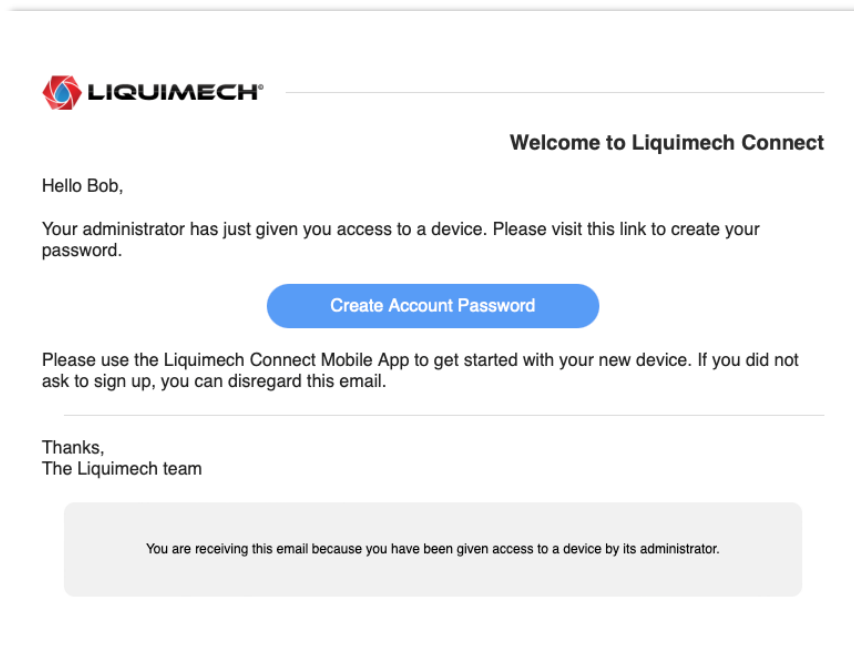 LIQUIMECH®
Welcome to Liquimech Connect
Hello Bob,
Your administrator has just given you access to a device. Please visit this link to create your
password.
Create Account Password
Please use the Liquimech Connect Mobile App to get started with your new device. If you did not
ask to sign up, you can disregard this email.
Thanks,
The Liquimech team
You are receiving this email because you have been given access to a device by its administrator.